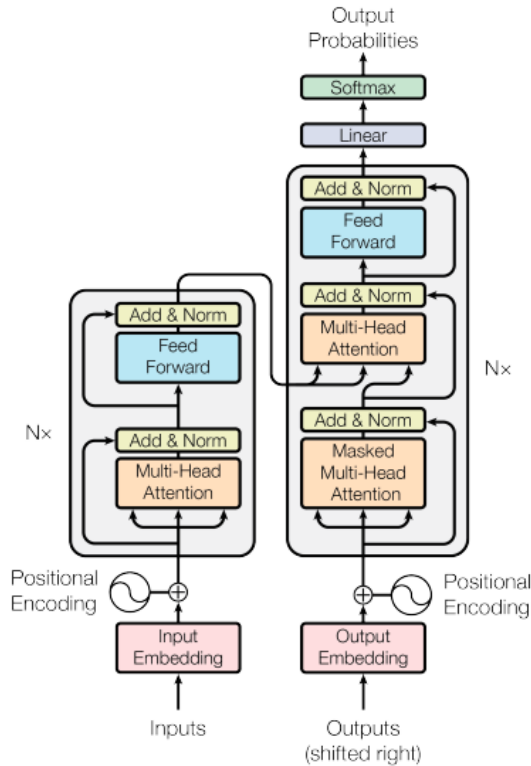 Output
Probabilities
Softmax
Linear
Add & Norm
Feed
Forward
Add & Norm
Multi-Head
Attention
Add & Norm
Masked
Multi-Head
Attention
N×
Add & Norm
Feed
Forward
Add & Norm
Multi-Head
Attention
N×
Positional
Encoding
Positional
Encoding
Input
Embedding
Output
Embedding
Inputs
Outputs
(shifted right)